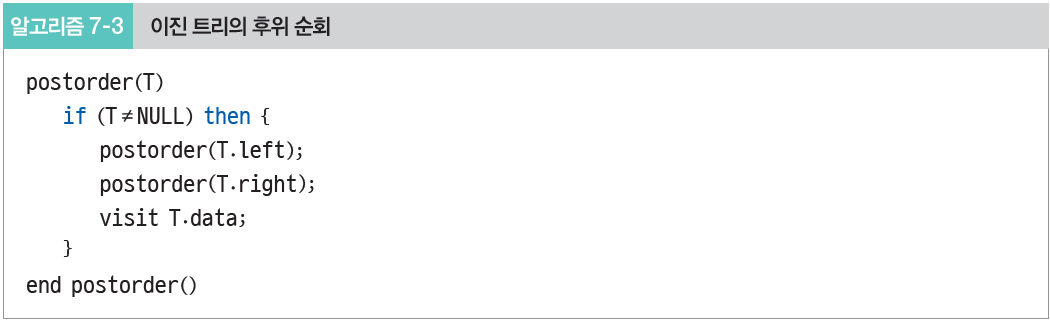 알고리즘 7-3 이진 트리의 후위 순회
postorder(T)
if (T≠NULL) then {
postorder(T.left);
postorder(T.right);
visit T.data;
}
end postorder()